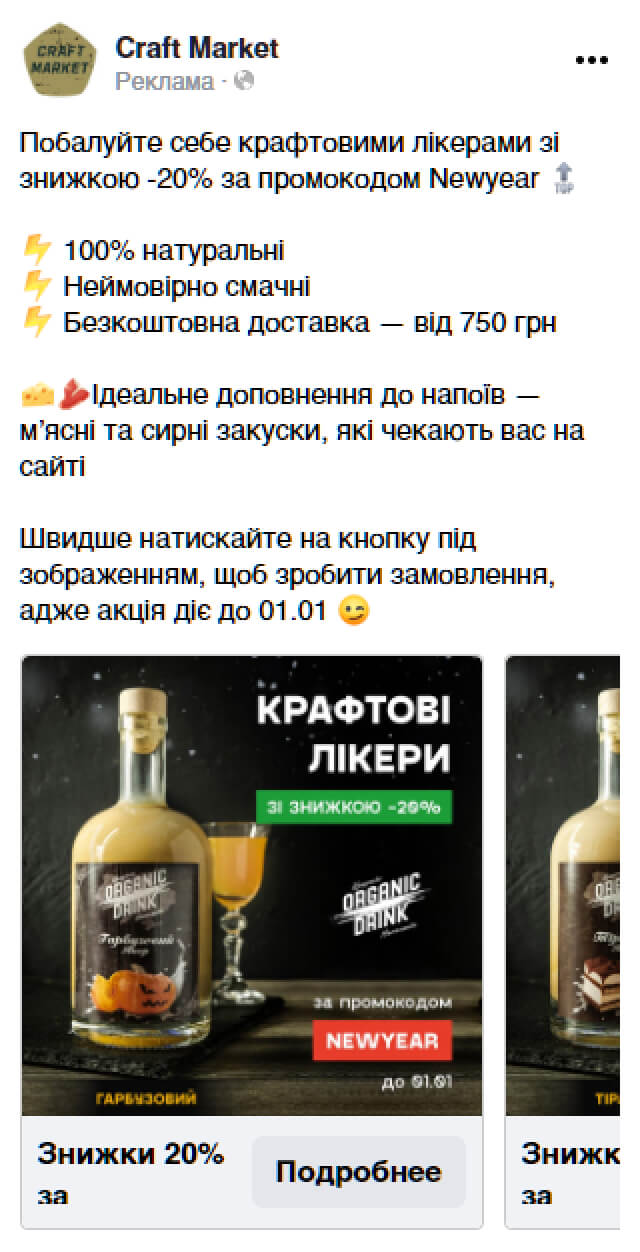 CRAFT
MARKET
Craft Market
Реклама ·
Побалуйте себе крафтовими лікерами зі
знижкою -20% за промокодом Newyear 🔝
⚡ 100% натуральні
⚡ Неймовірно смачні
⚡ Безкоштовна доставка — від 750 грн
🧀🥩Ідеальне доповнення до напоїв —
м’ясні та сирні закуски, які чекають вас на
сайті
Швидше натискайте на кнопку під
зображенням, щоб зробити замовлення,
адже акція діє до 01.01 😉
КРАФТОВІ
ЛІКЕРИ
ЗІ ЗНИЖКОЮ -20%
ORGANIC
DRINK
Гарбузовий
ORGANIC
DRINK
за промокодом
NEWYEAR
до 01.01
ГАРБУЗОВИЙ
Знижки 20%
за
Подробнее
Знижк
за